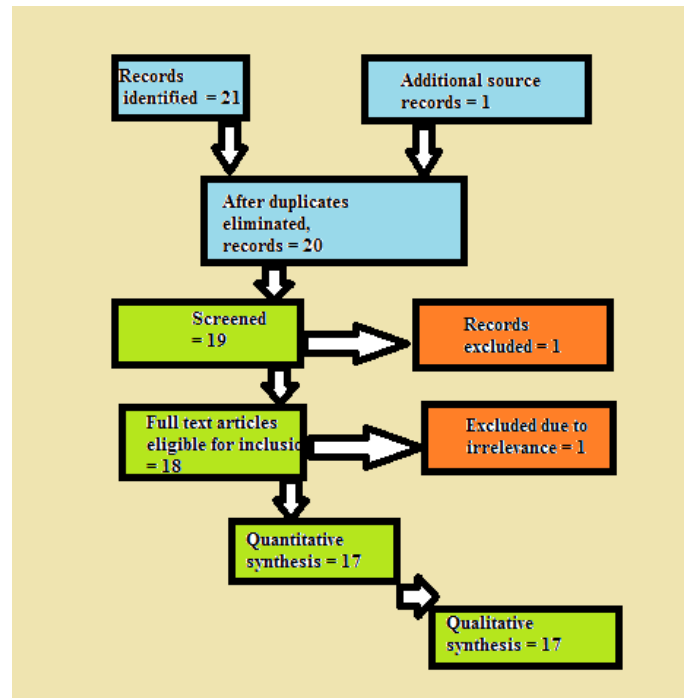 Records
identified = 21
Additional source
records = 1
After duplicates
eliminated,
records = 20
Screened
= 19
Records
excluded = 1
Full text articles
eligible for inclusio
= 18
Excluded due to
irrelevance = 1
Quantitative
synthesis = 17
Qualitative
synthesis = 17